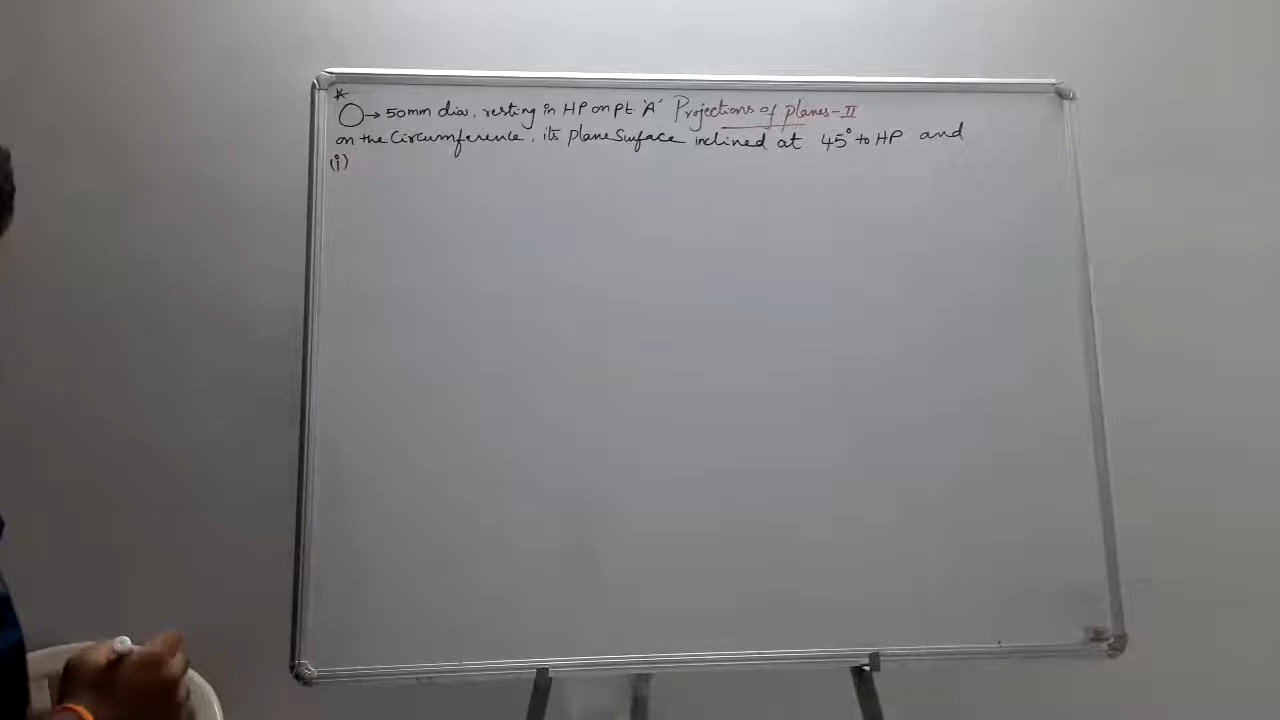 *
○→ 50mm dia. resting in HP on pt. 'A' Projections of planes-II
on the Circumference. its plane Surface inclined at 45° to HP and
(i)